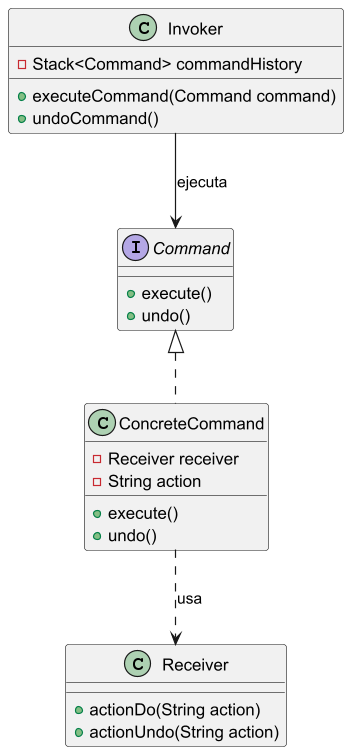 C Invoker
Stack<Command> commandHistory
executeCommand(Command command)
undoCommand()
ejecuta
I Command
execute()
undo()
C ConcreteCommand
Receiver receiver
String action
execute()
undo()
usa
C Receiver
actionDo(String action)
actionUndo(String action)